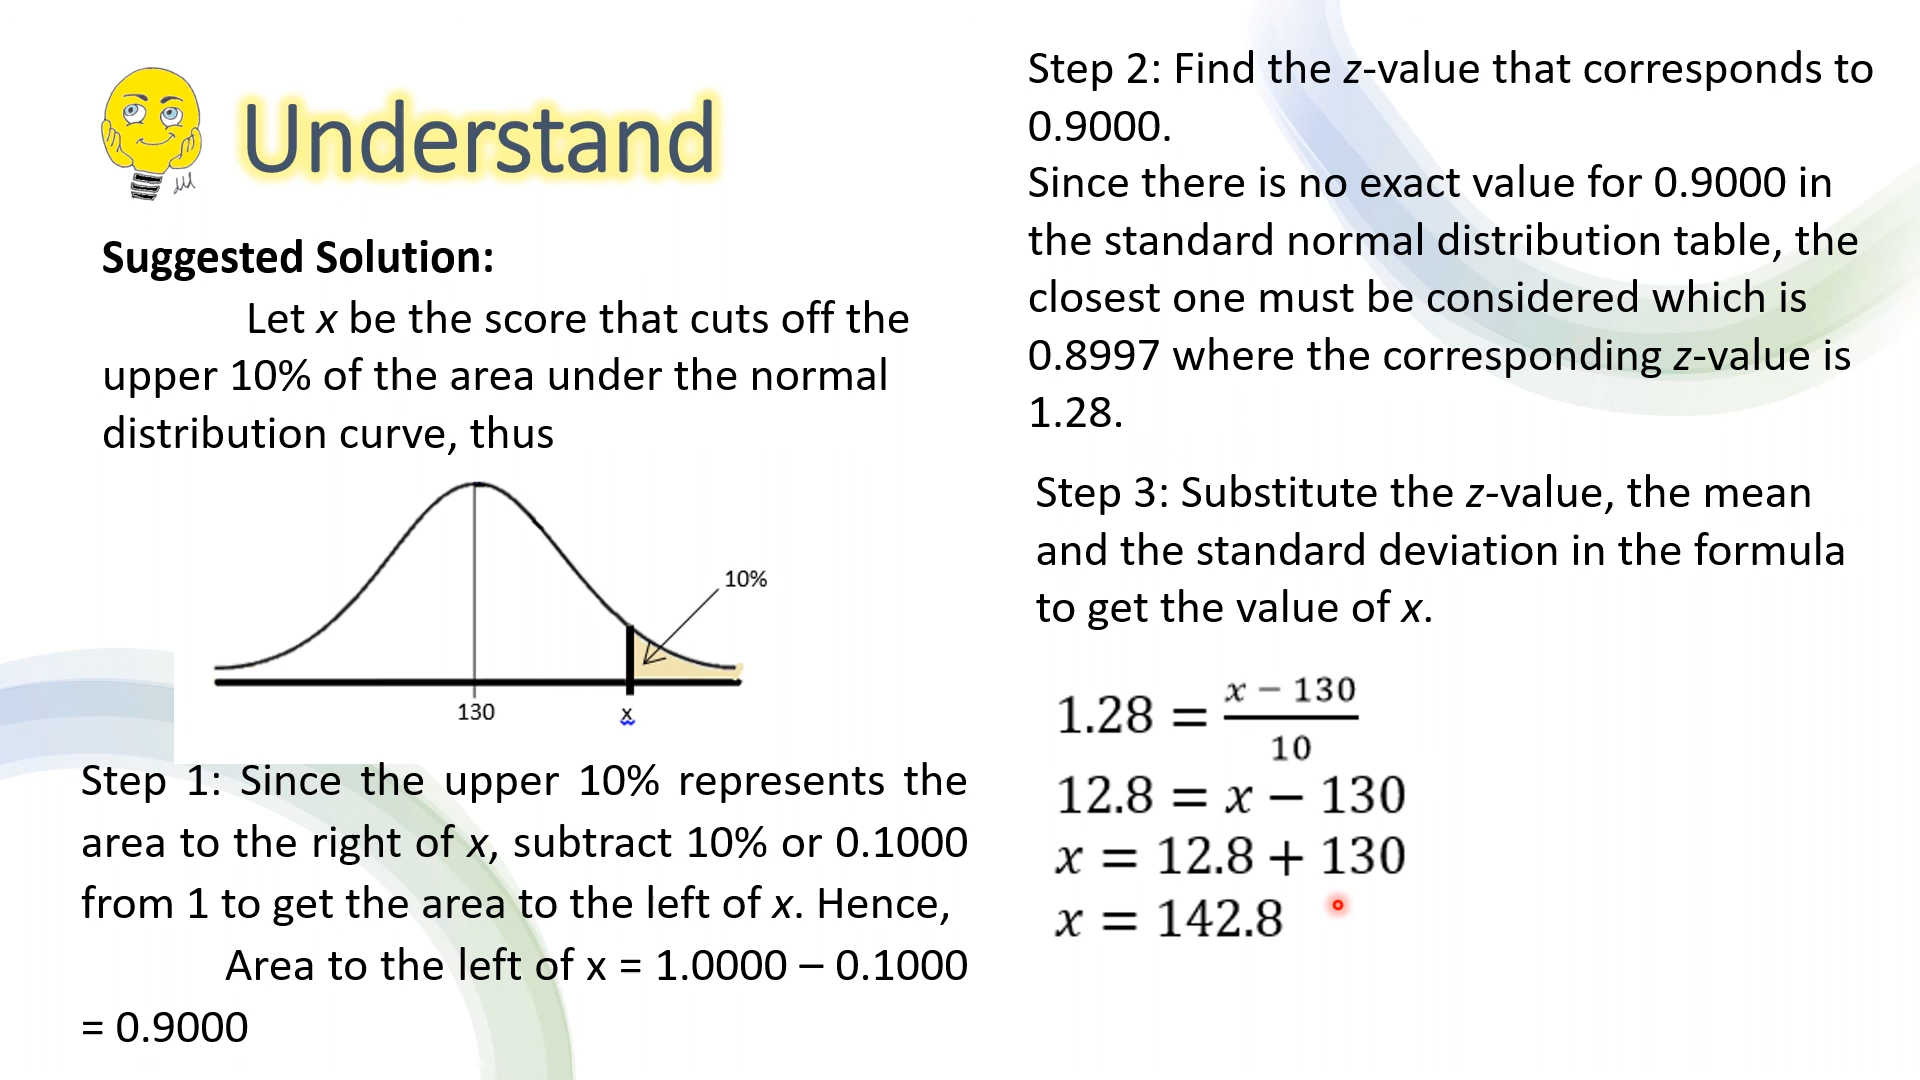 Understand
Suggested Solution:
Let x be the score that cuts off the
upper 10% of the area under the normal
distribution curve, thus
10%
130
x
Step 1: Since the upper 10% represents the
area to the right of x, subtract 10% or 0.1000
from 1 to get the area to the left of x. Hence,
Area to the left of x = 1.0000 – 0.1000
= 0.9000
Step 2: Find the z-value that corresponds to
0.9000.
Since there is no exact value for 0.9000 in
the standard normal distribution table, the
closest one must be considered which is
0.8997 where the corresponding z-value is
1.28.
Step 3: Substitute the z-value, the mean
and the standard deviation in the formula
to get the value of x.
1.28 = (x − 130)/10
12.8 = x − 130
x = 12.8 + 130
x = 142.8